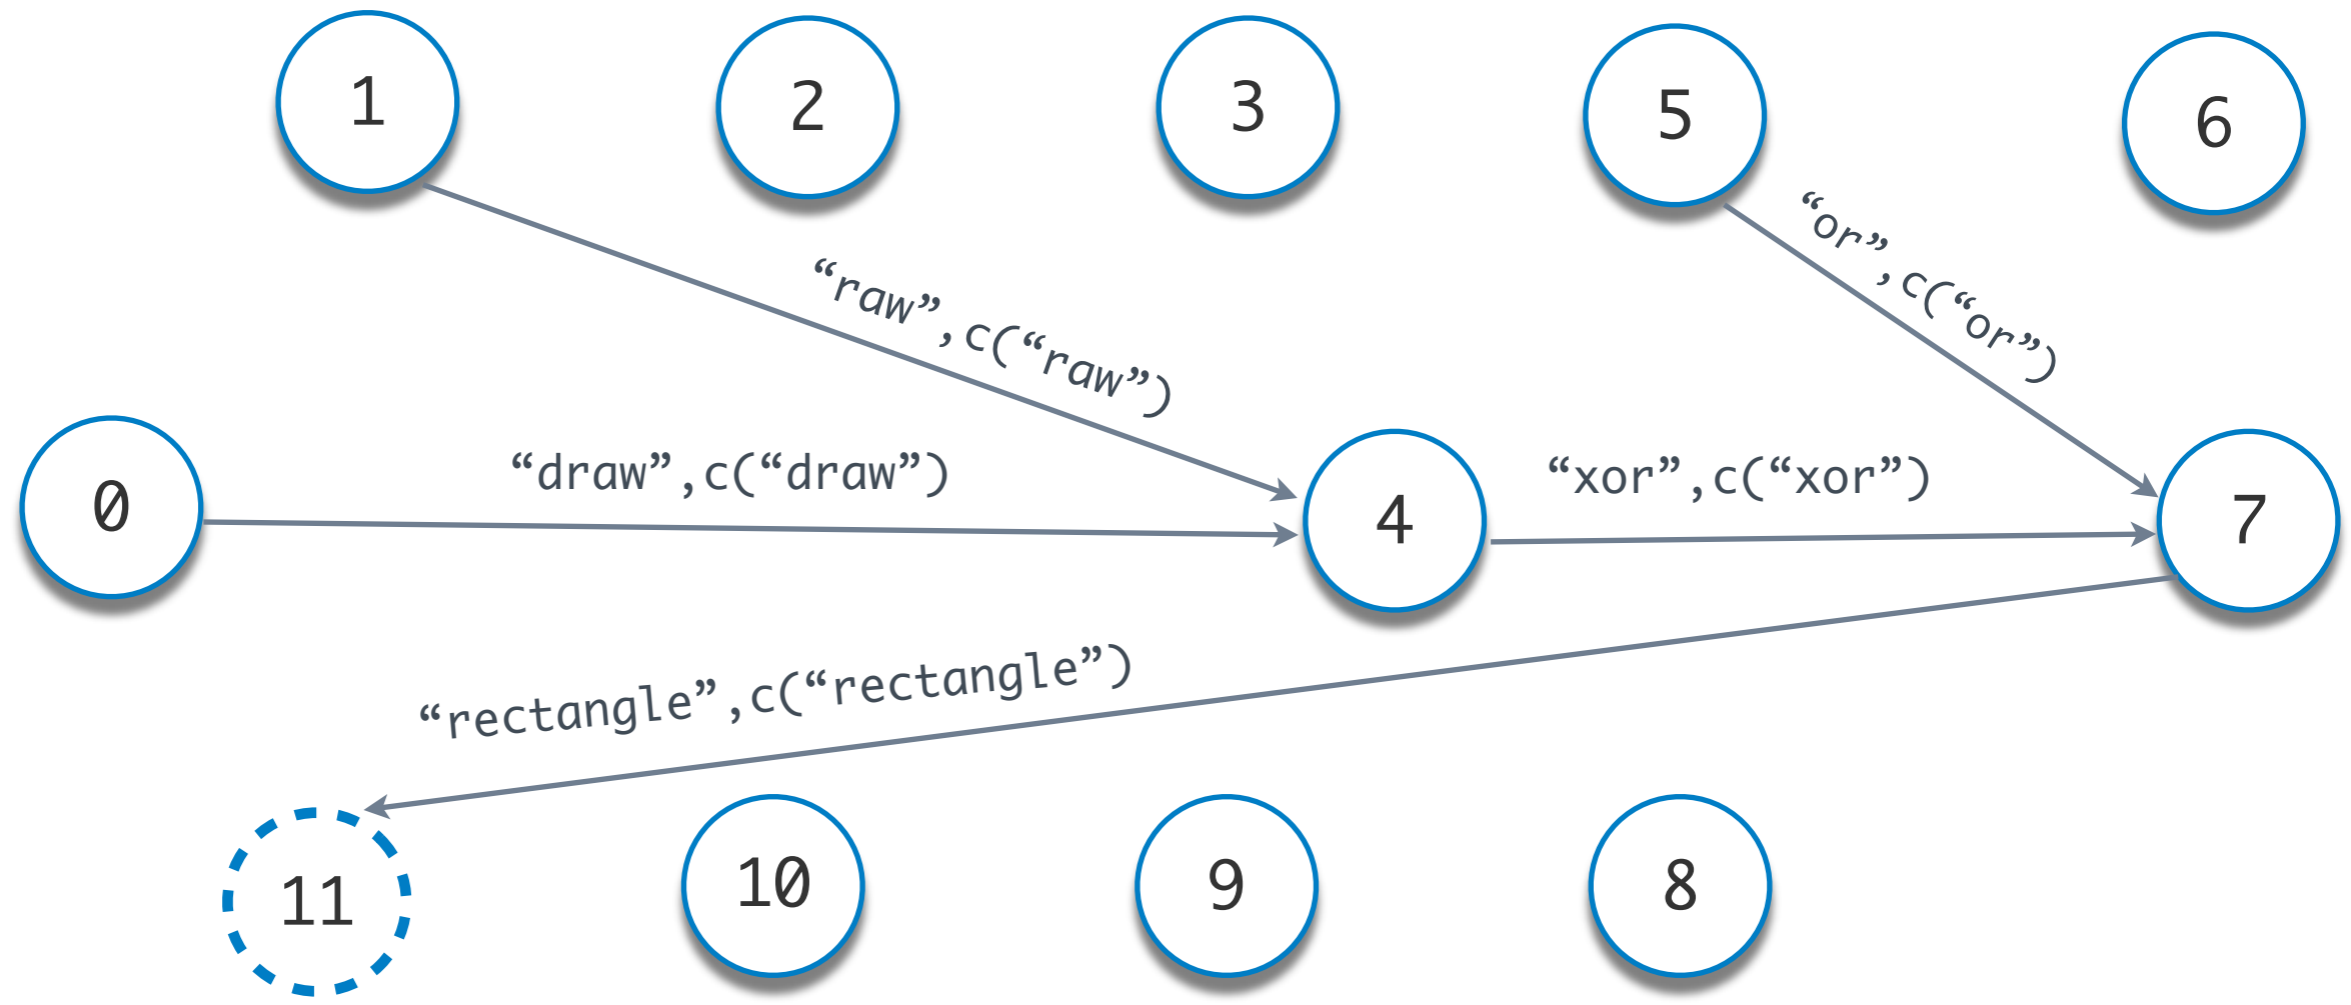 1
2
3
5
6
“or”,c(“or”)
“raw”,c(“raw”)
0
“draw”,c(“draw”)
4
“xor”,c(“xor”)
7
“rectangle”,c(“rectangle”)
11
10
9
8